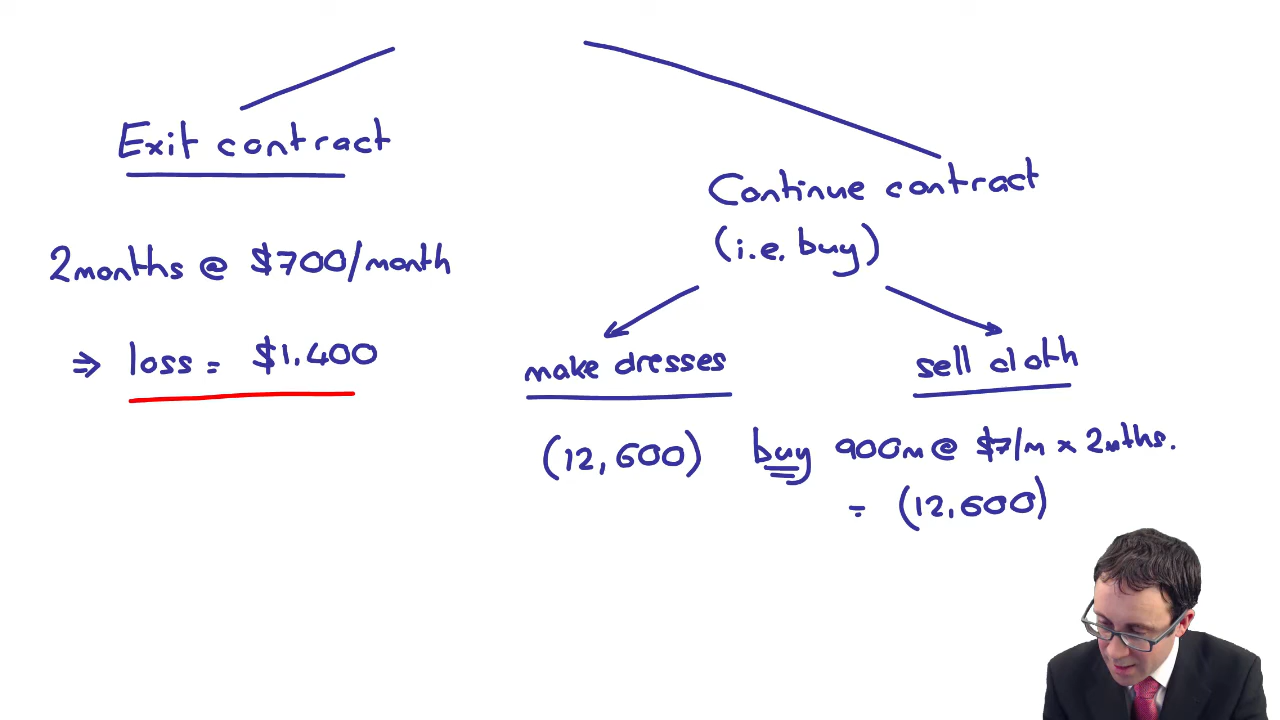 Exit contract
2months @ $700/month
⇒ loss = $1,400
Continue contract
(i.e. buy)
make dresses
sell cloth
(12,600)
buy 900m @ $7/m x 2mths.
= (12,600)